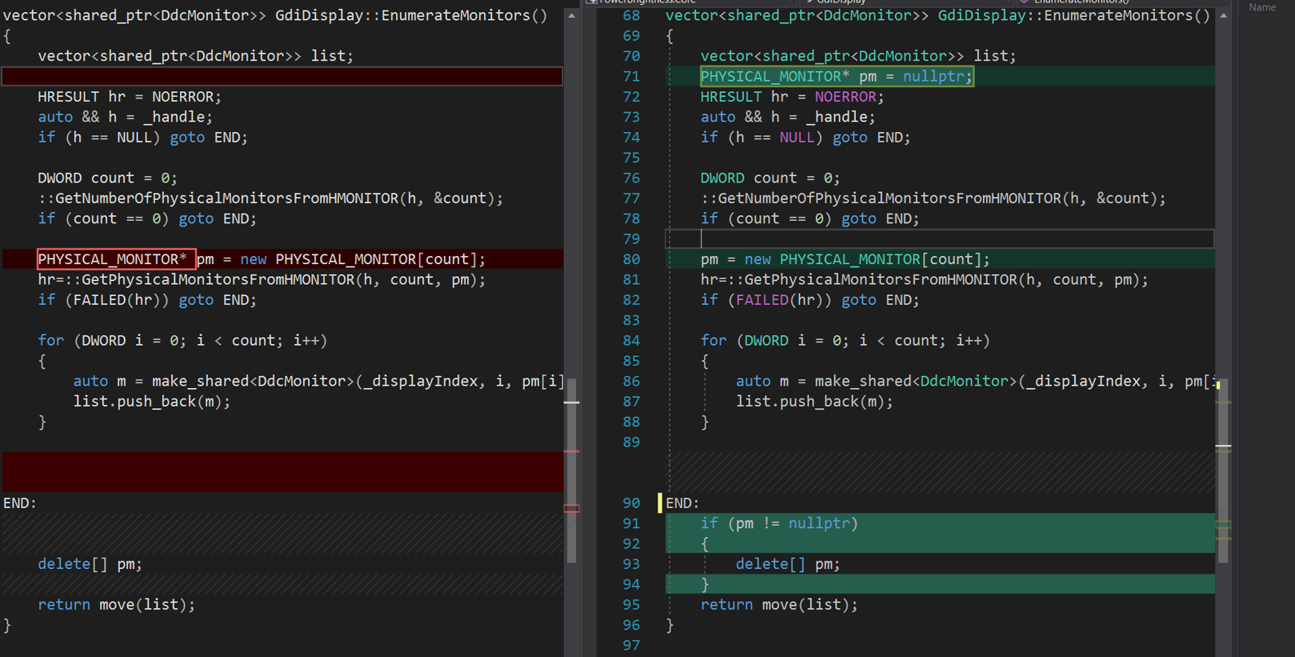 vector<shared_ptr<DdcMonitor>> GdiDisplay::EnumerateMonitors()
{
    vector<shared_ptr<DdcMonitor>> list;
    HRESULT hr = NOERROR;
    auto && h = _handle;
    if (h == NULL) goto END;
    DWORD count = 0;
    ::GetNumberOfPhysicalMonitorsFromHMONITOR(h, &count);
    if (count == 0) goto END;
    PHYSICAL_MONITOR* pm = new PHYSICAL_MONITOR[count];
    hr=::GetPhysicalMonitorsFromHMONITOR(h, count, pm);
    if (FAILED(hr)) goto END;
    for (DWORD i = 0; i < count; i++)
    {
        auto m = make_shared<DdcMonitor>(_displayIndex, i, pm[i]
        list.push_back(m);
    }
END:
    delete[] pm;
    return move(list);
}
GdiDisplay
EnumerateMonitors()
68 vector<shared_ptr<DdcMonitor>> GdiDisplay::EnumerateMonitors()
69 {
70     vector<shared_ptr<DdcMonitor>> list;
71     PHYSICAL_MONITOR* pm = nullptr;
72     HRESULT hr = NOERROR;
73     auto && h = _handle;
74     if (h == NULL) goto END;
75
76     DWORD count = 0;
77     ::GetNumberOfPhysicalMonitorsFromHMONITOR(h, &count);
78     if (count == 0) goto END;
79
80     pm = new PHYSICAL_MONITOR[count];
81     hr=::GetPhysicalMonitorsFromHMONITOR(h, count, pm);
82     if (FAILED(hr)) goto END;
83
84     for (DWORD i = 0; i < count; i++)
85     {
86         auto m = make_shared<DdcMonitor>(_displayIndex, i, pm[i
87         list.push_back(m);
88     }
89
90 END:
91     if (pm != nullptr)
92     {
93         delete[] pm;
94     }
95     return move(list);
96 }
97
Name